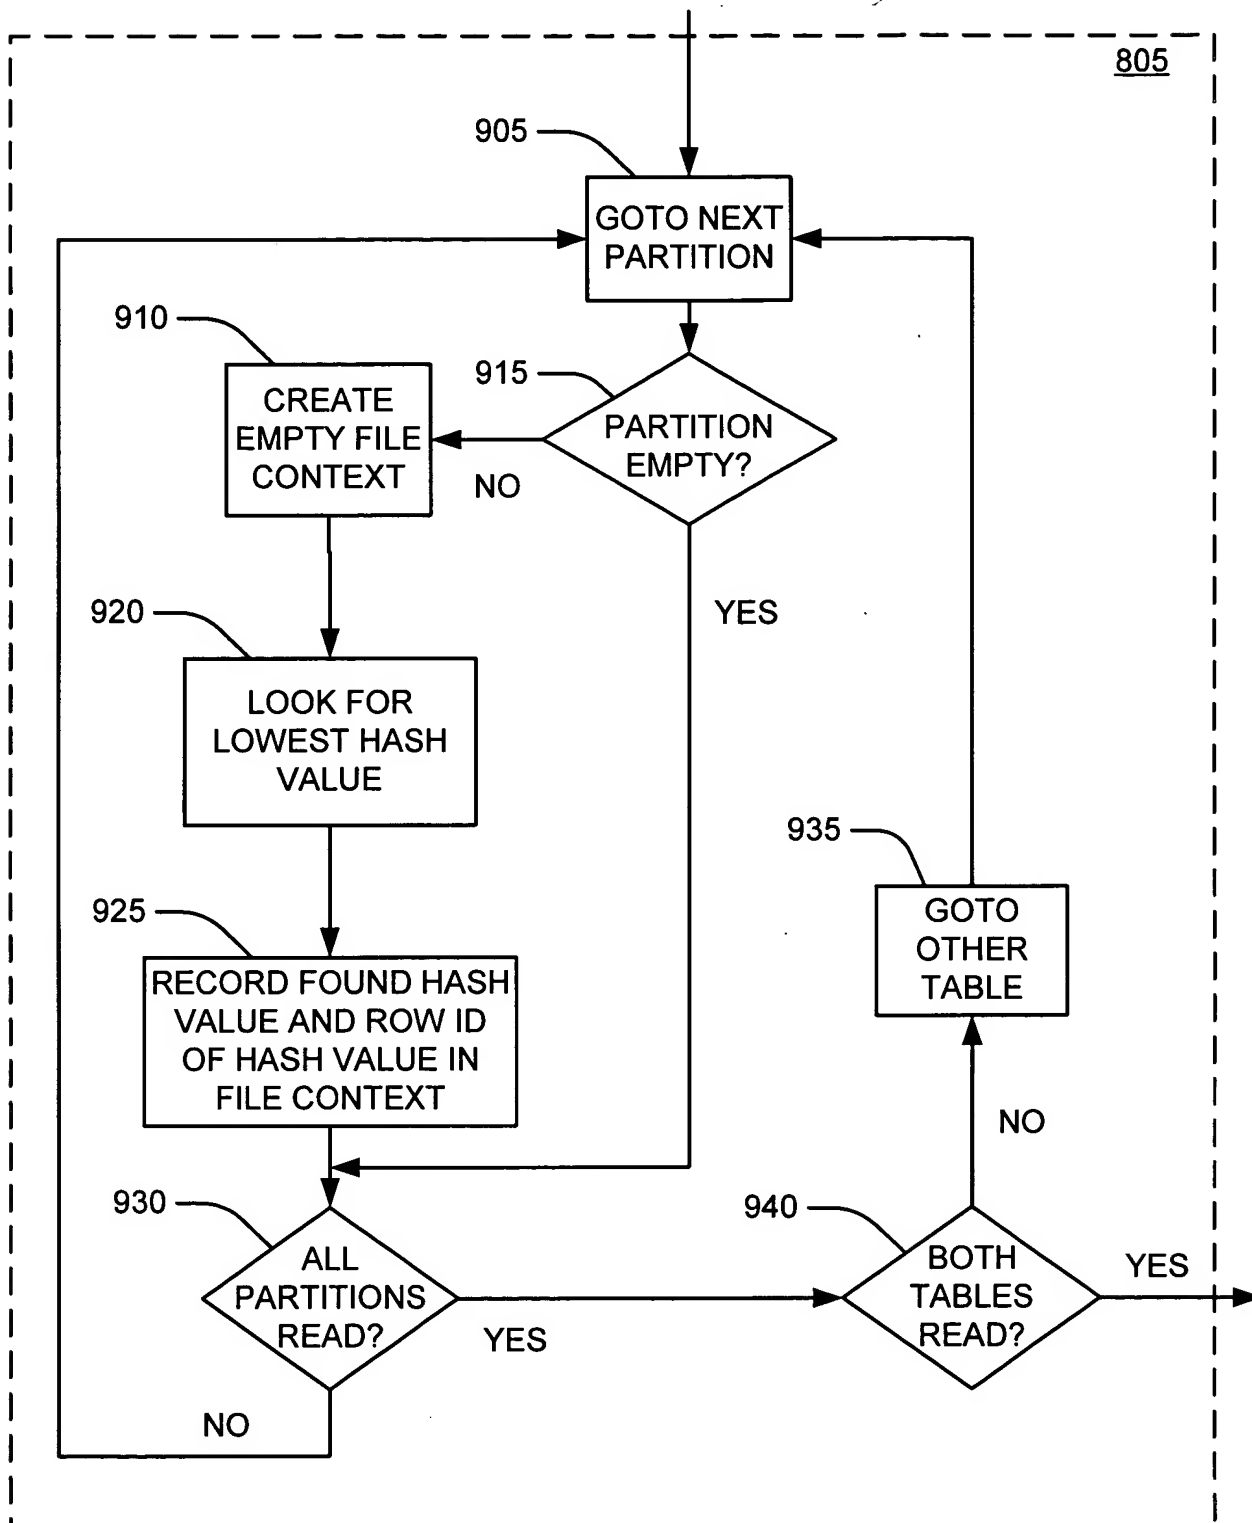 805
905
GOTO NEXT
PARTITION
910
915
CREATE
EMPTY FILE
CONTEXT
PARTITION
EMPTY?
NO
YES
920
LOOK FOR
LOWEST HASH
VALUE
935
GOTO
OTHER
TABLE
925
RECORD FOUND HASH
VALUE AND ROW ID
OF HASH VALUE IN
FILE CONTEXT
NO
930
ALL
PARTITIONS
READ?
YES
NO
940
BOTH
TABLES
READ?
YES